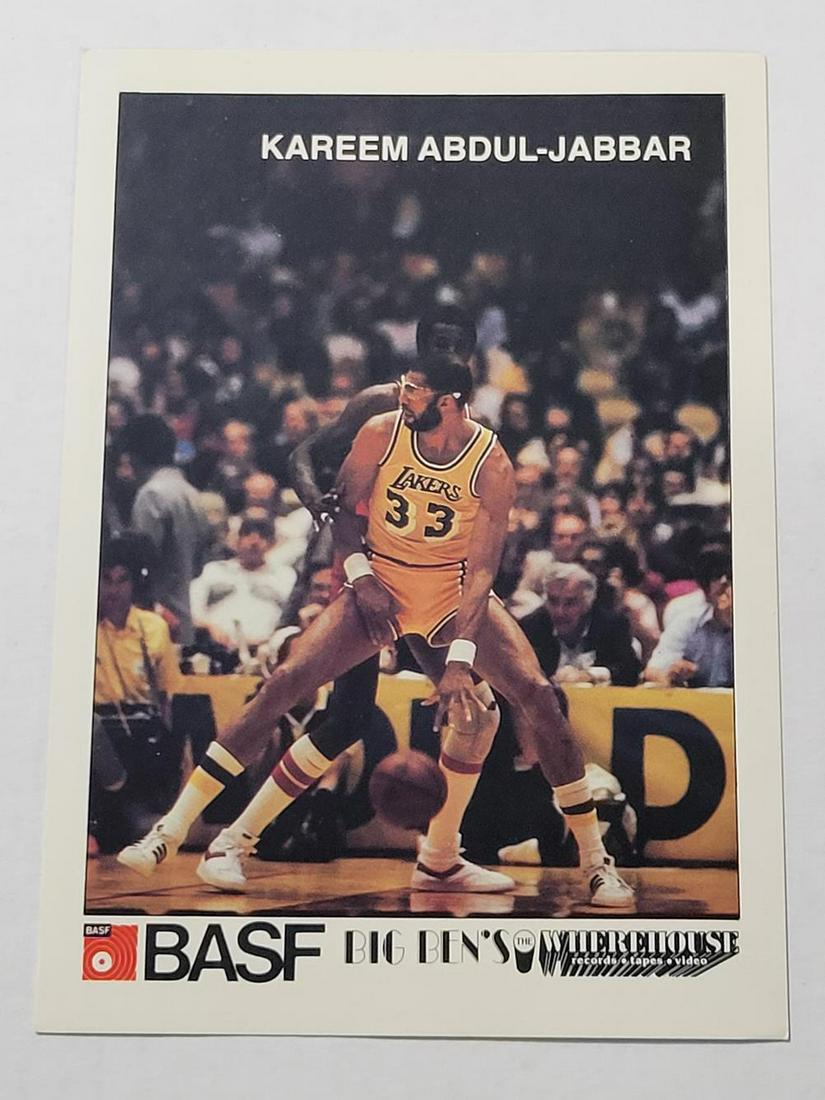 KAREEM ABDUL-JABBAR
LAKERS
33
D
BASF
BASF
BIG BEN'S
THE
WHEREHOUSE
records • tapes • video